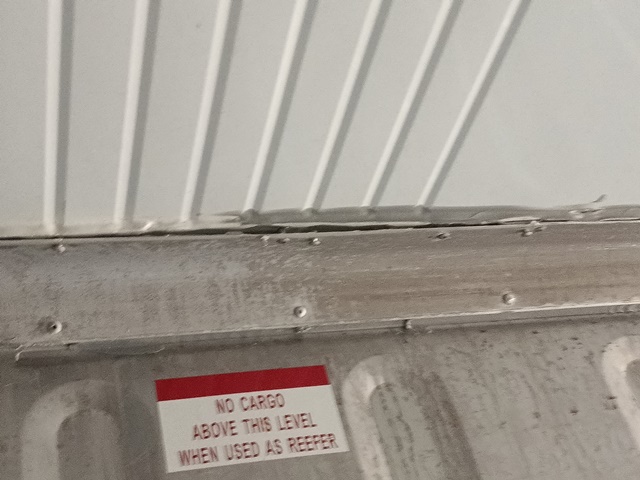 NO CARGO
ABOVE THIS LEVEL
WHEN USED AS REEFER